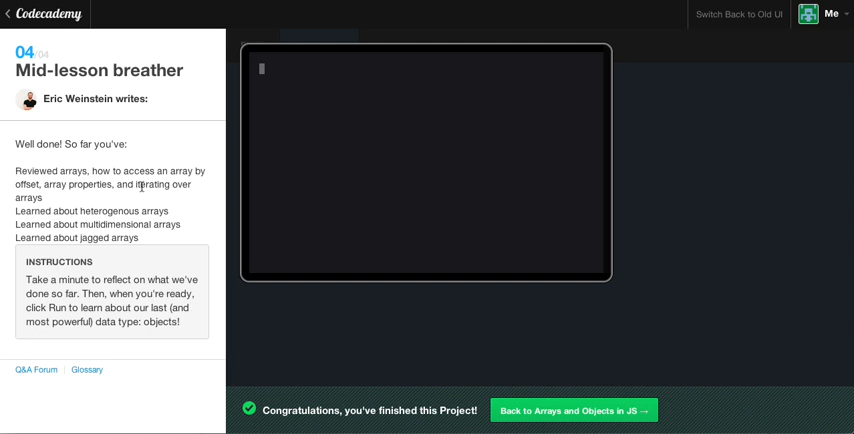 Codecademy
Switch Back to Old UI
Me
04/04
Mid-lesson breather
Eric Weinstein writes:
Well done! So far you've:
Reviewed arrays, how to access an array by
offset, array properties, and iterating over
arrays
Learned about heterogenous arrays
Learned about multidimensional arrays
Learned about jagged arrays
INSTRUCTIONS
Take a minute to reflect on what we've
done so far. Then, when you're ready,
click Run to learn about our last (and
most powerful) data type: objects!
Q&A Forum
Glossary
Congratulations, you've finished this Project!
Back to Arrays and Objects in JS →